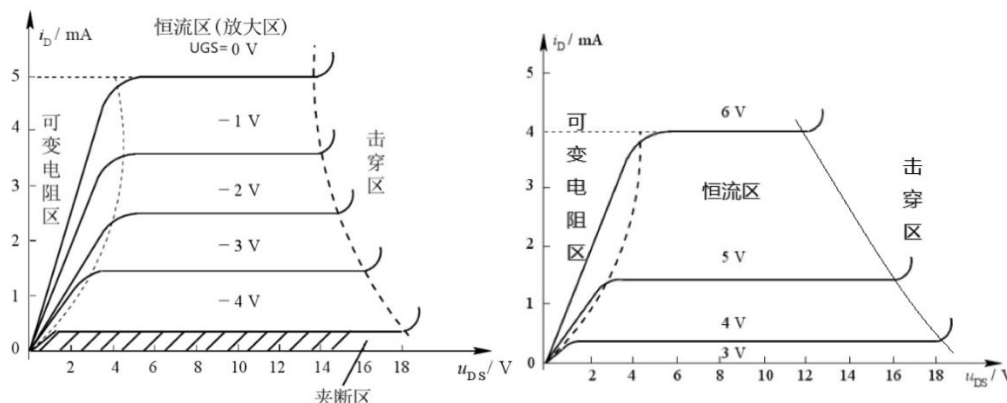 i_D / mA
恒流区(放大区)
UGS= 0 V
5
4
3
2
1
0
可变电阻区
−1 V
−2 V
−3 V
−4 V
击穿区
2 4 6 8 10 12 14 16 18
u_DS / V
夹断区
i_D / mA
5
4
3
2
1
0
可变电阻区
6 V
恒流区
5 V
4 V
3 V
击穿区
2 4 6 8 10 12 14 16 18
u_DS / V